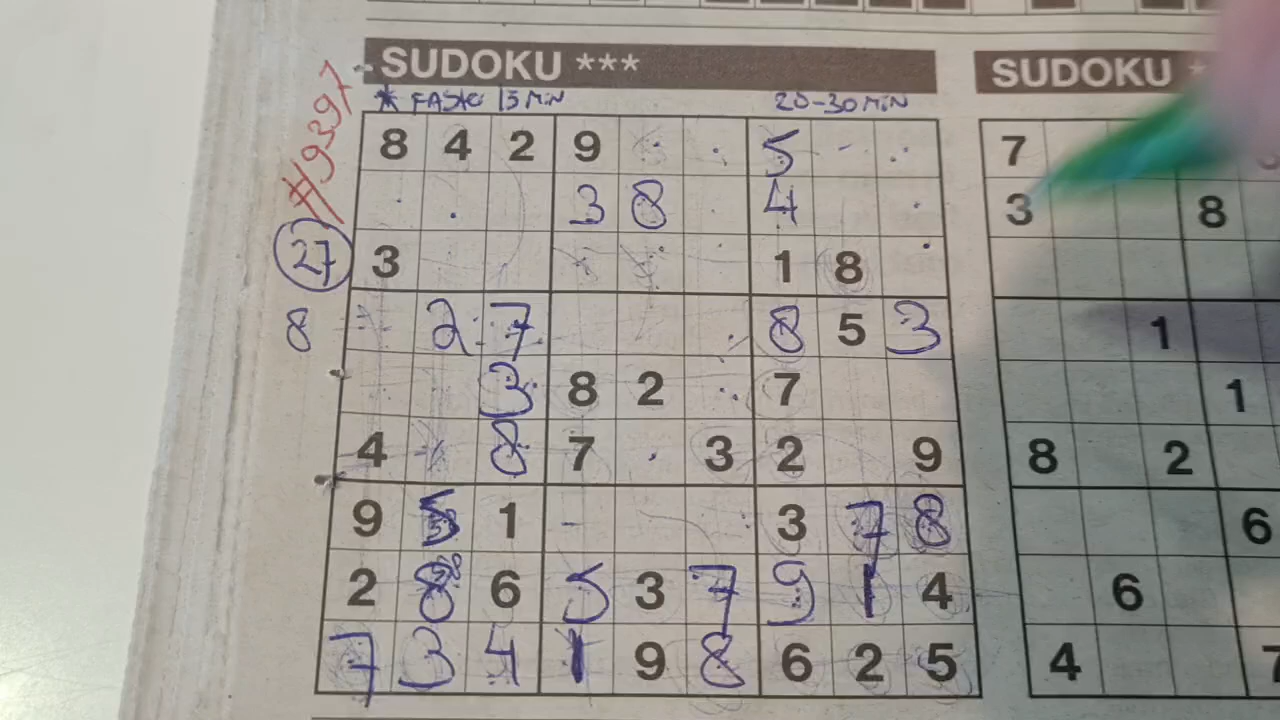 SUDOKU ***
SUDOKU *
* 15 MIN
20-30 MIN
#9397
8 4 2 9 5
3 8 4
27
3 1 8
8
2 7 8 5 3
3 8 2 7
4 8 7 3 2 9
9 5 1 3 7 8
2 8 6 5 3 7 9 1 4
7 3 4 1 9 8 6 2 5
7
3 8
1
1
8 2
6
6
4 7